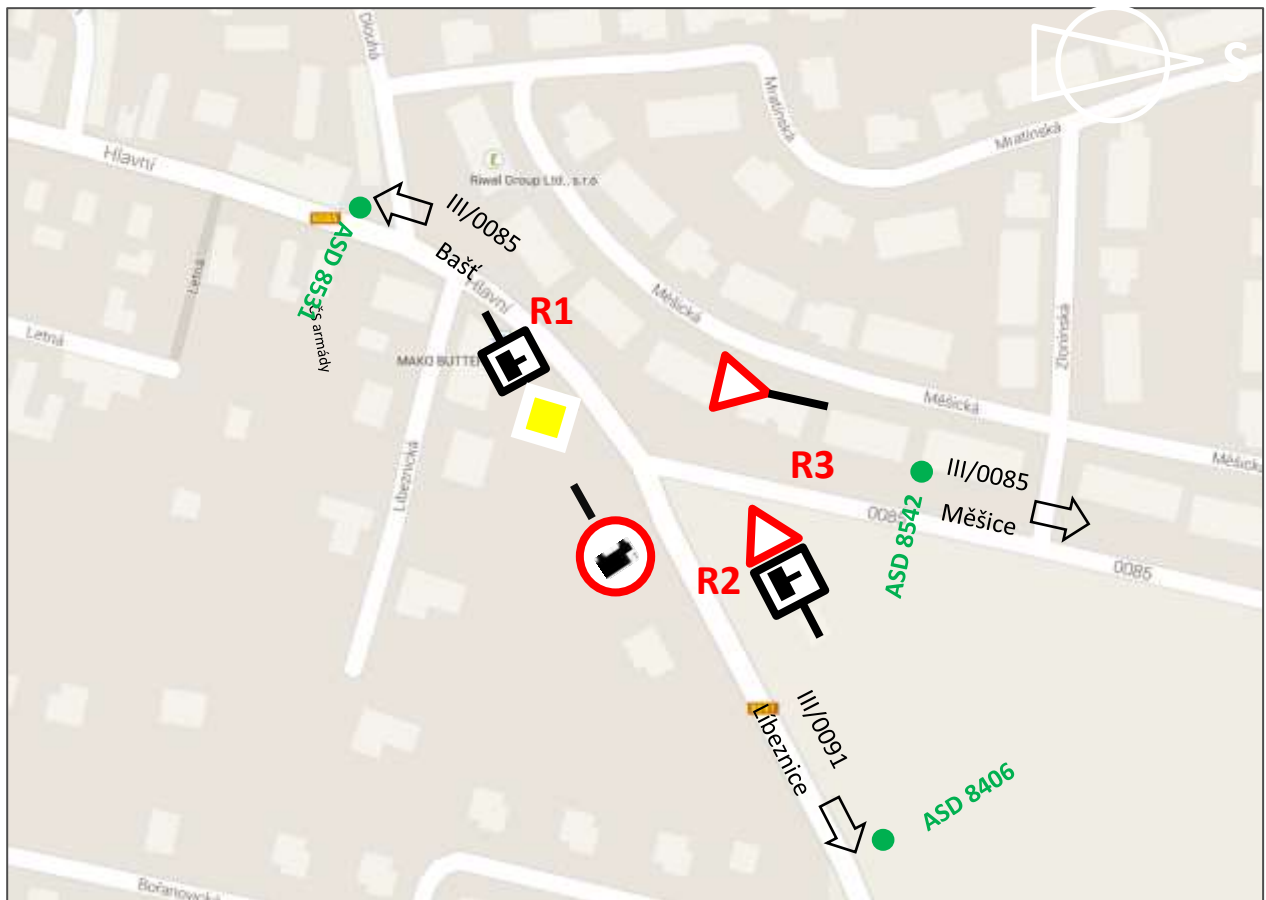 Dlouhá
S
Mratínská
Mratínská
Hlavní
Riwal Group Ltd., s.r.o.
III/0085
Bašť
Hlavní
ASD 8531
čs armády
Letná
Letná
R1
MAKO BUTTE
Měšická
Zlonínská
Měšická
Měšická
Líbeznická
R3
III/0085
Měšice
ASD 8542
0085
0085
R2
III/0091
Líbeznice
ASD 8406
Bořanovická